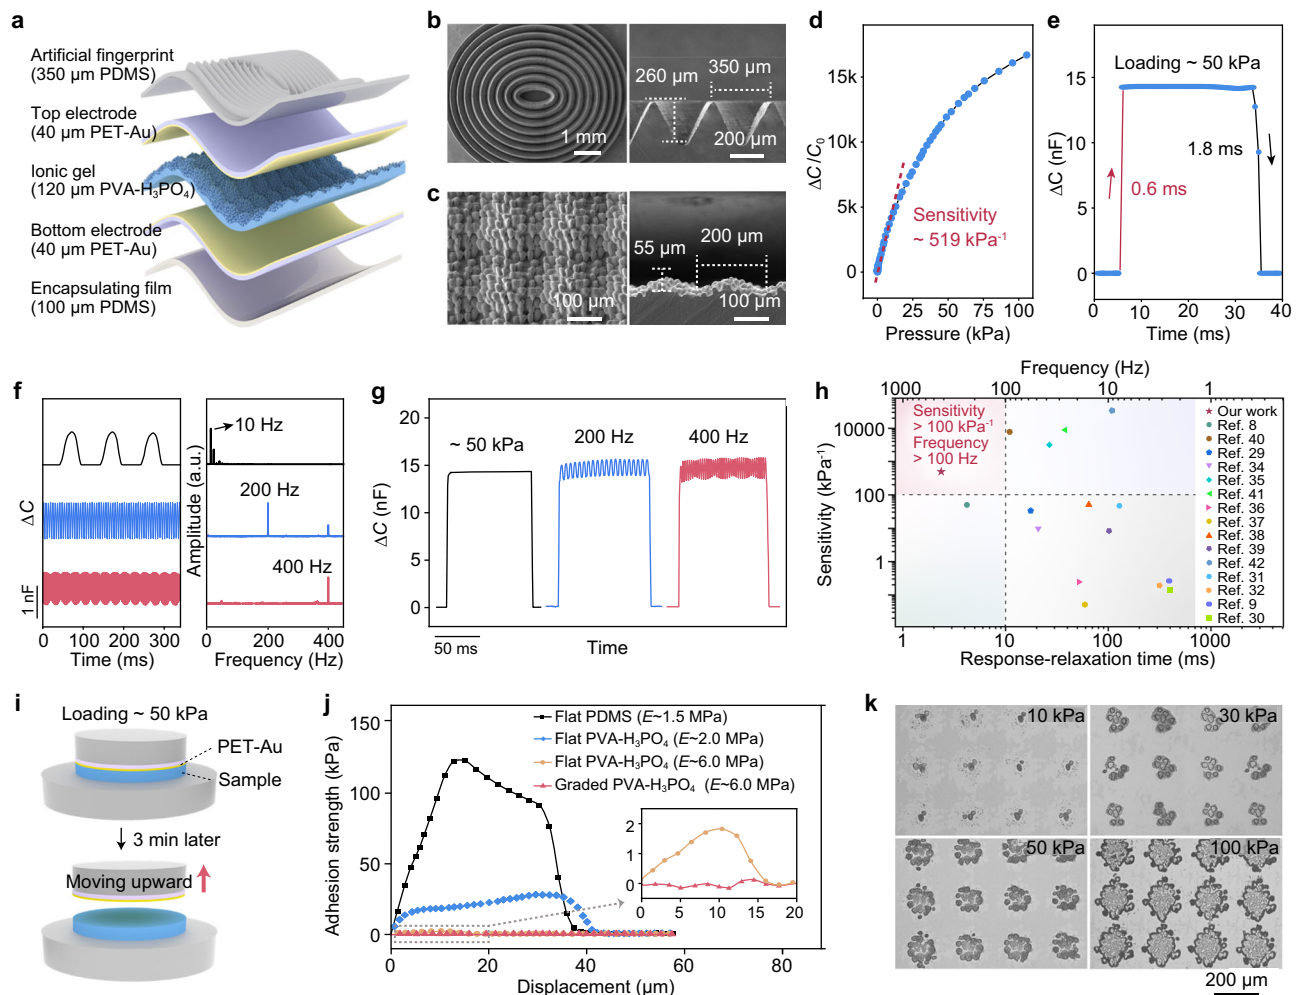 a
Artificial fingerprint
(350 µm PDMS)
Top electrode
(40 µm PET-Au)
Ionic gel
(120 µm PVA-H₃PO₄)
Bottom electrode
(40 µm PET-Au)
Encapsulating film
(100 µm PDMS)
b
1 mm
260 µm
350 µm
200 µm
c
100 µm
55 µm
200 µm
100 µm
d
15k
10k
5k
0
ΔC/C₀
Sensitivity
~ 519 kPa⁻¹
0 25 50 75 100
Pressure (kPa)
e
Loading ~ 50 kPa
15
10
5
0
ΔC (nF)
0.6 ms
1.8 ms
0 10 20 30 40
Time (ms)
f
ΔC
1 nF
0 100 200 300
Time (ms)
Amplitude (a.u.)
10 Hz
200 Hz
400 Hz
0 200 400
Frequency (Hz)
g
20
15
10
5
0
ΔC (nF)
~ 50 kPa
200 Hz
400 Hz
50 ms
Time
h
Frequency (Hz)
1000 100 10 1
Sensitivity
> 100 kPa⁻¹
Frequency
> 100 Hz
10000
100
1
Sensitivity (kPa⁻¹)
1 10 100 1000
Response-relaxation time (ms)
Our work
Ref. 8
Ref. 40
Ref. 29
Ref. 34
Ref. 35
Ref. 41
Ref. 36
Ref. 37
Ref. 38
Ref. 39
Ref. 42
Ref. 31
Ref. 32
Ref. 9
Ref. 30
i
Loading ~ 50 kPa
PET-Au
Sample
3 min later
Moving upward
j
150
100
50
0
Adhesion strength (kPa)
Flat PDMS (E~1.5 MPa)
Flat PVA-H₃PO₄ (E~2.0 MPa)
Flat PVA-H₃PO₄ (E~6.0 MPa)
Graded PVA-H₃PO₄ (E~6.0 MPa)
2
1
0
0 5 10 15 20
0 20 40 60 80
Displacement (µm)
k
10 kPa
30 kPa
50 kPa
100 kPa
200 µm